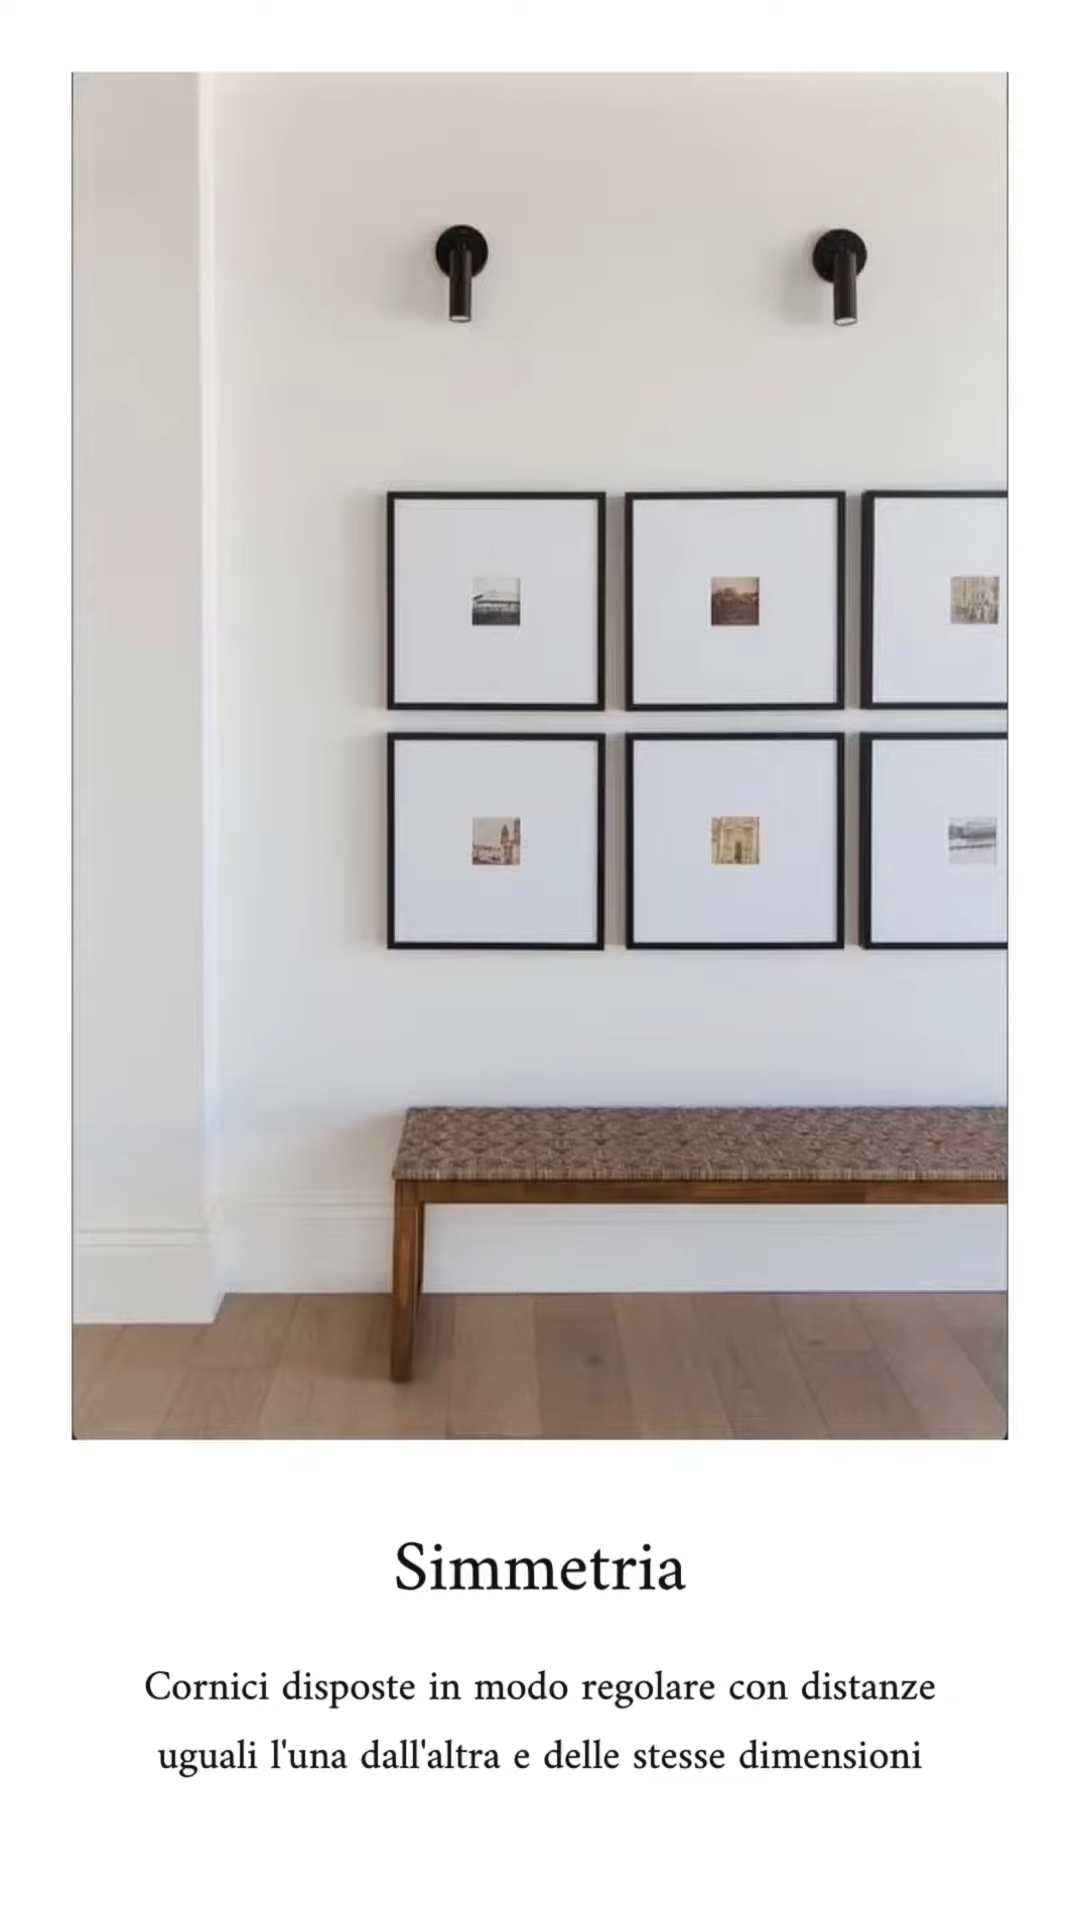 Simmetria
Cornici disposte in modo regolare con distanze
uguali l'una dall'altra e delle stesse dimensioni